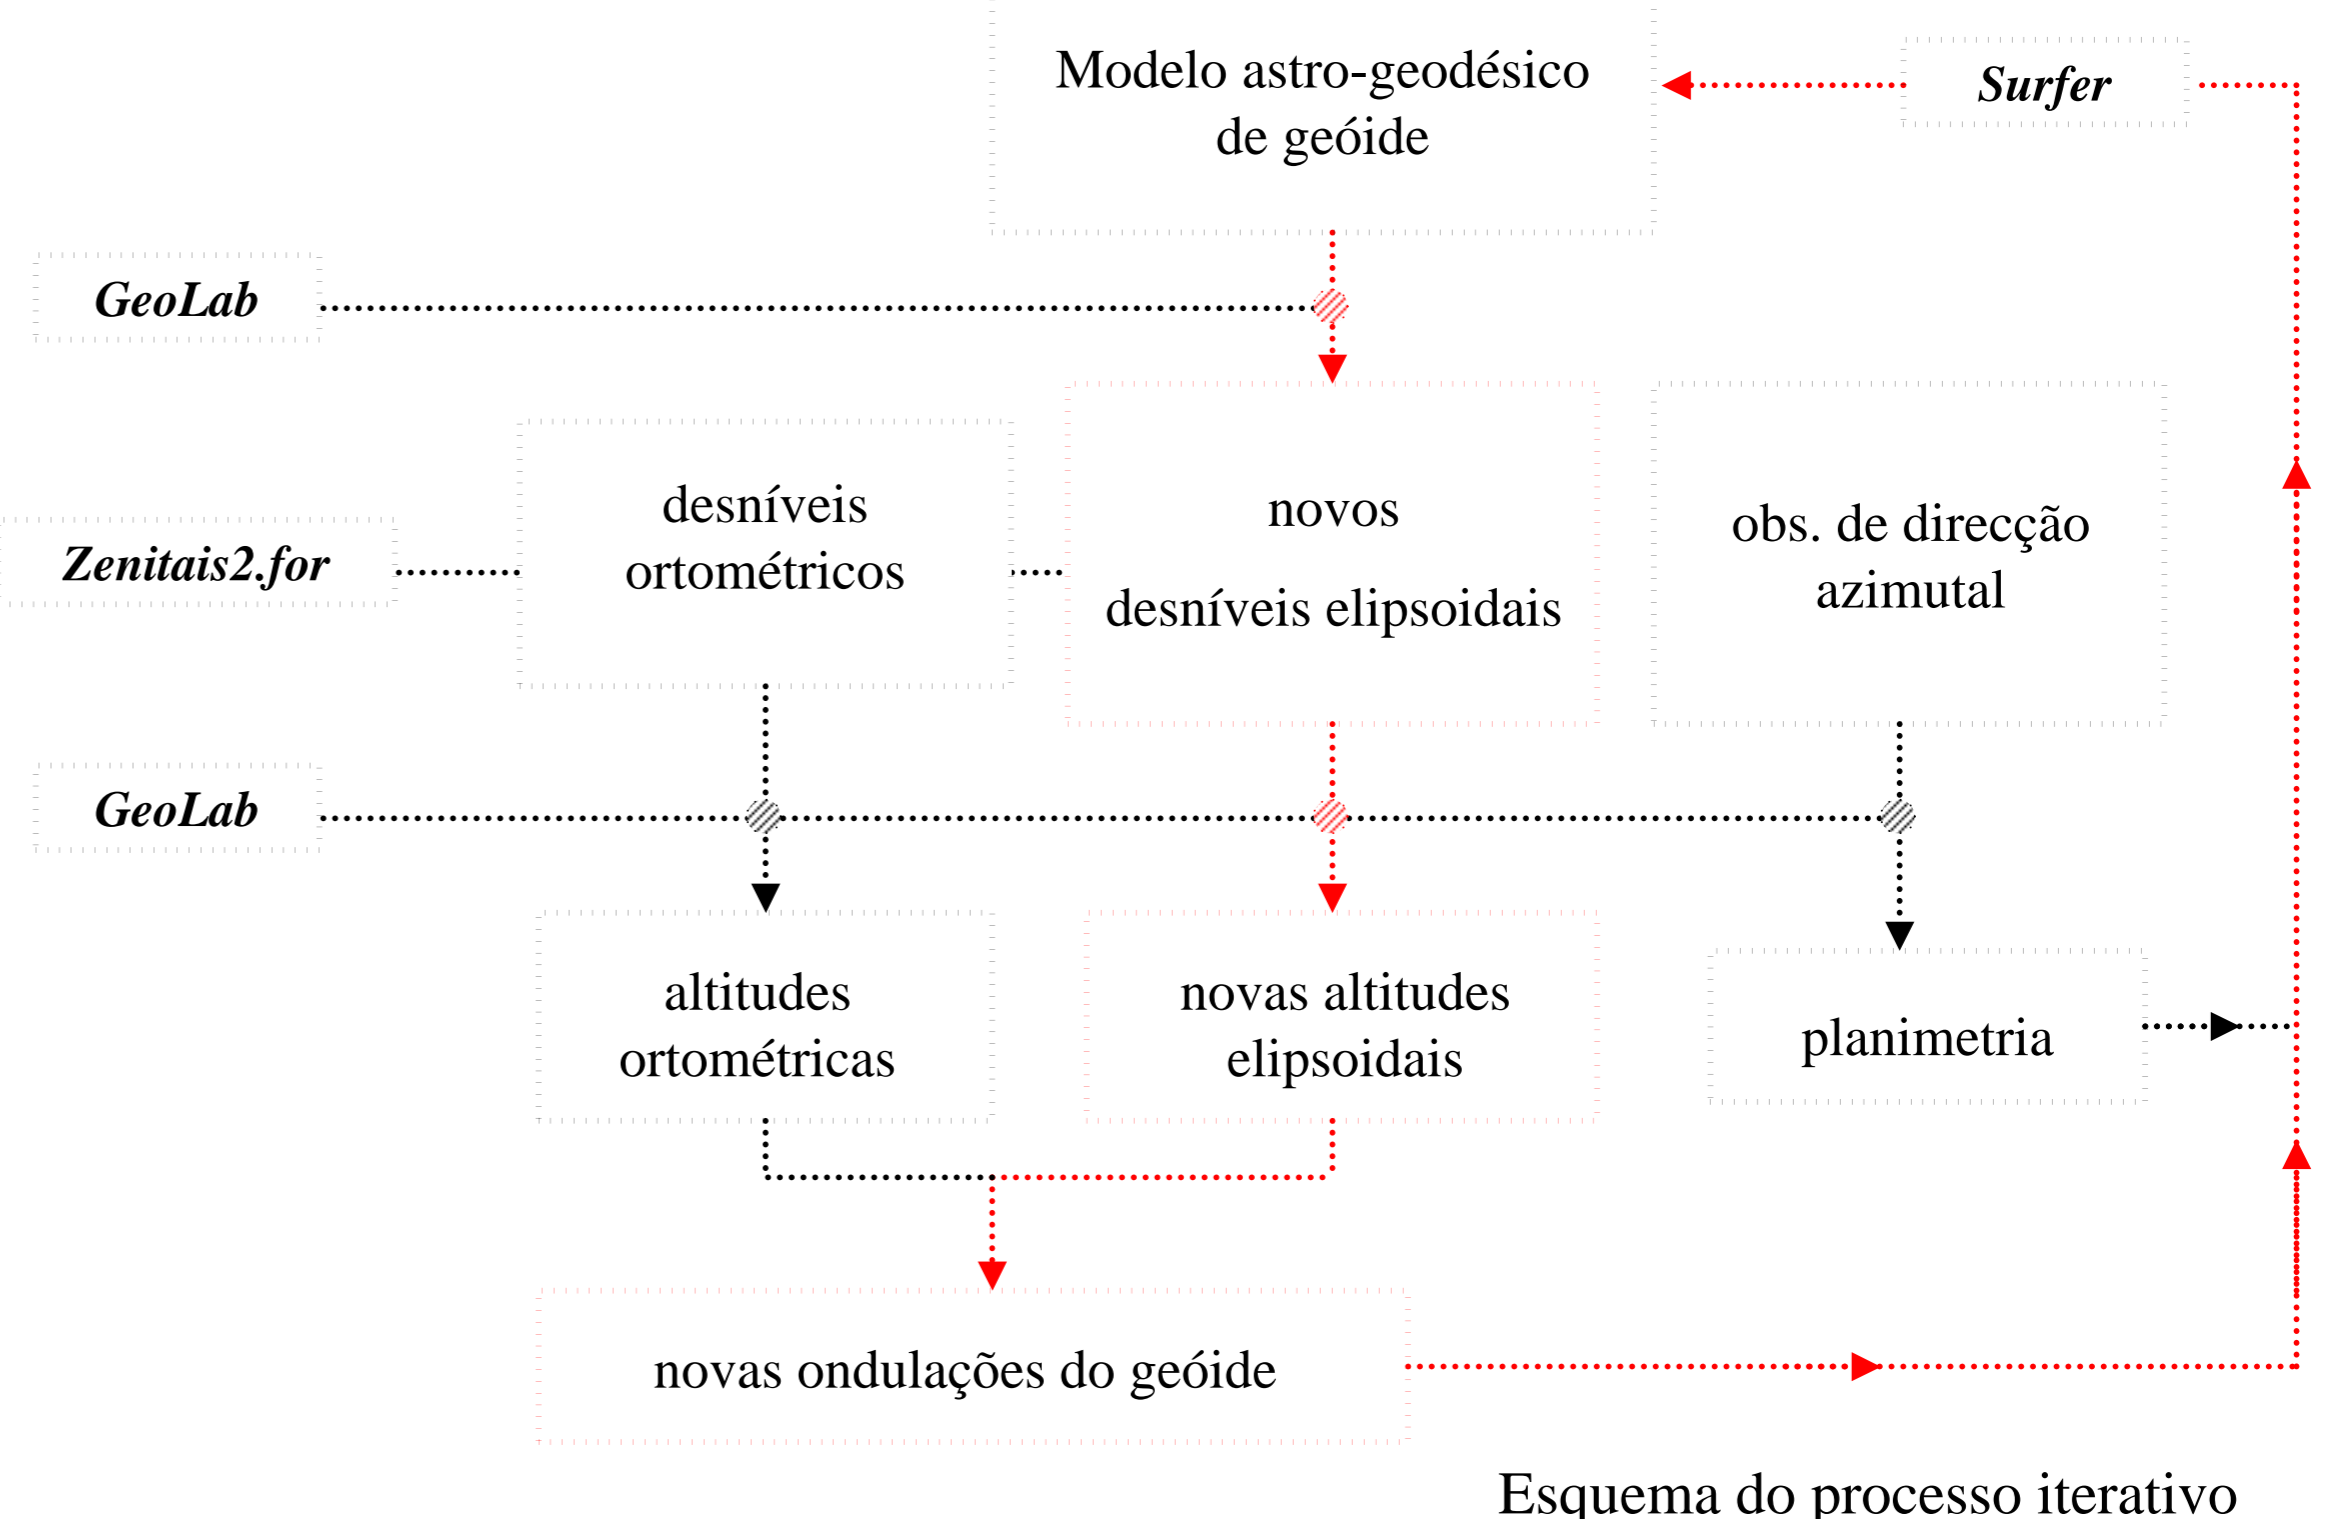 Modelo astro-geodésico
de geóide
Surfer
GeoLab
desníveis
ortométricos
novos
desníveis elipsoidais
obs. de direcção
azimutal
Zenitais2.for
GeoLab
altitudes
ortométricas
novas altitudes
elipsoidais
planimetria
novas ondulações do geóide
Esquema do processo iterativo